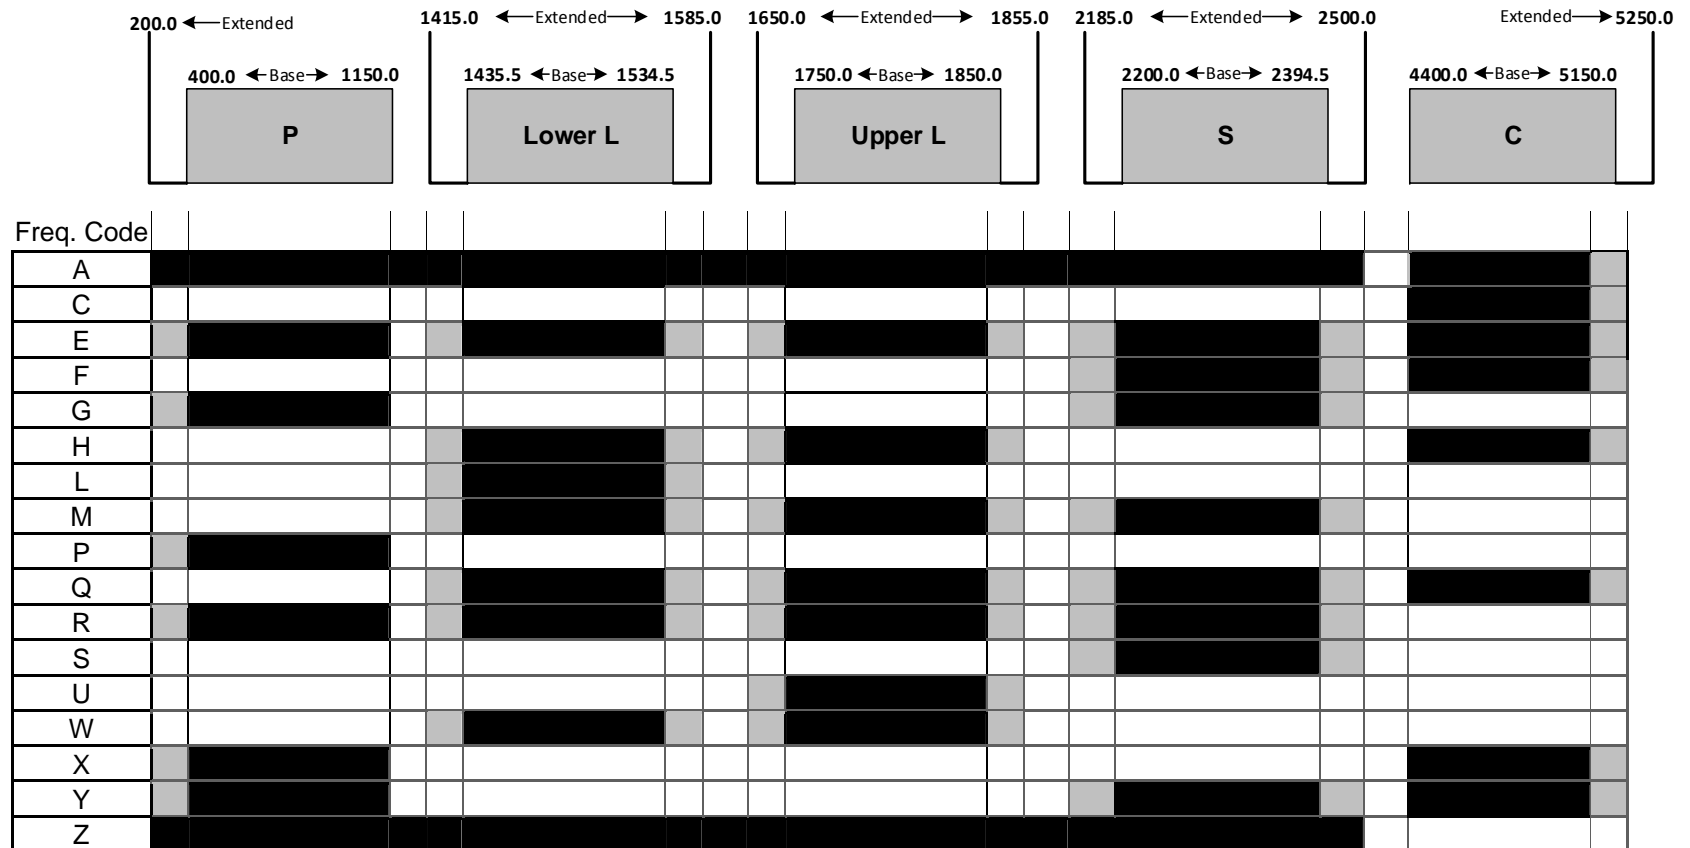 200.0 Extended
1415.0 Extended 1585.0
1650.0 Extended 1855.0
2185.0 Extended 2500.0
Extended 5250.0
400.0 Base 1150.0
1435.5 Base 1534.5
1750.0 Base 1850.0
2200.0 Base 2394.5
4400.0 Base 5150.0
P
Lower L
Upper L
S
C
Freq. Code
A
C
E
F
G
H
L
M
P
Q
R
S
U
W
X
Y
Z